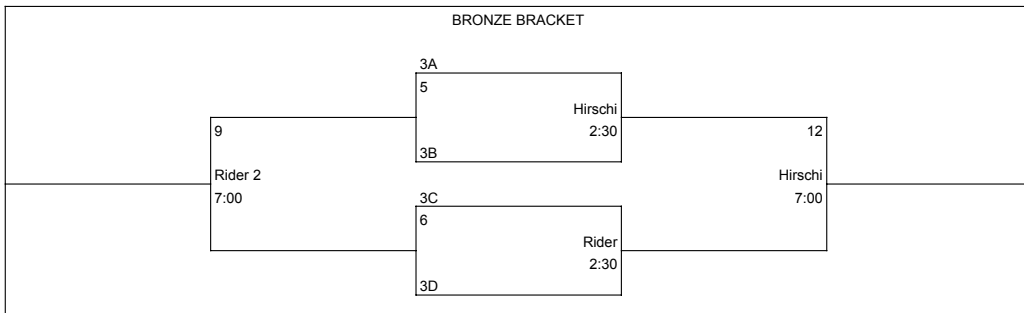 BRONZE BRACKET
3A
5
Hirschi
9
2:30
12
3B
Rider 2
Hirschi
7:00
3C
7:00
6
Rider
2:30
3D